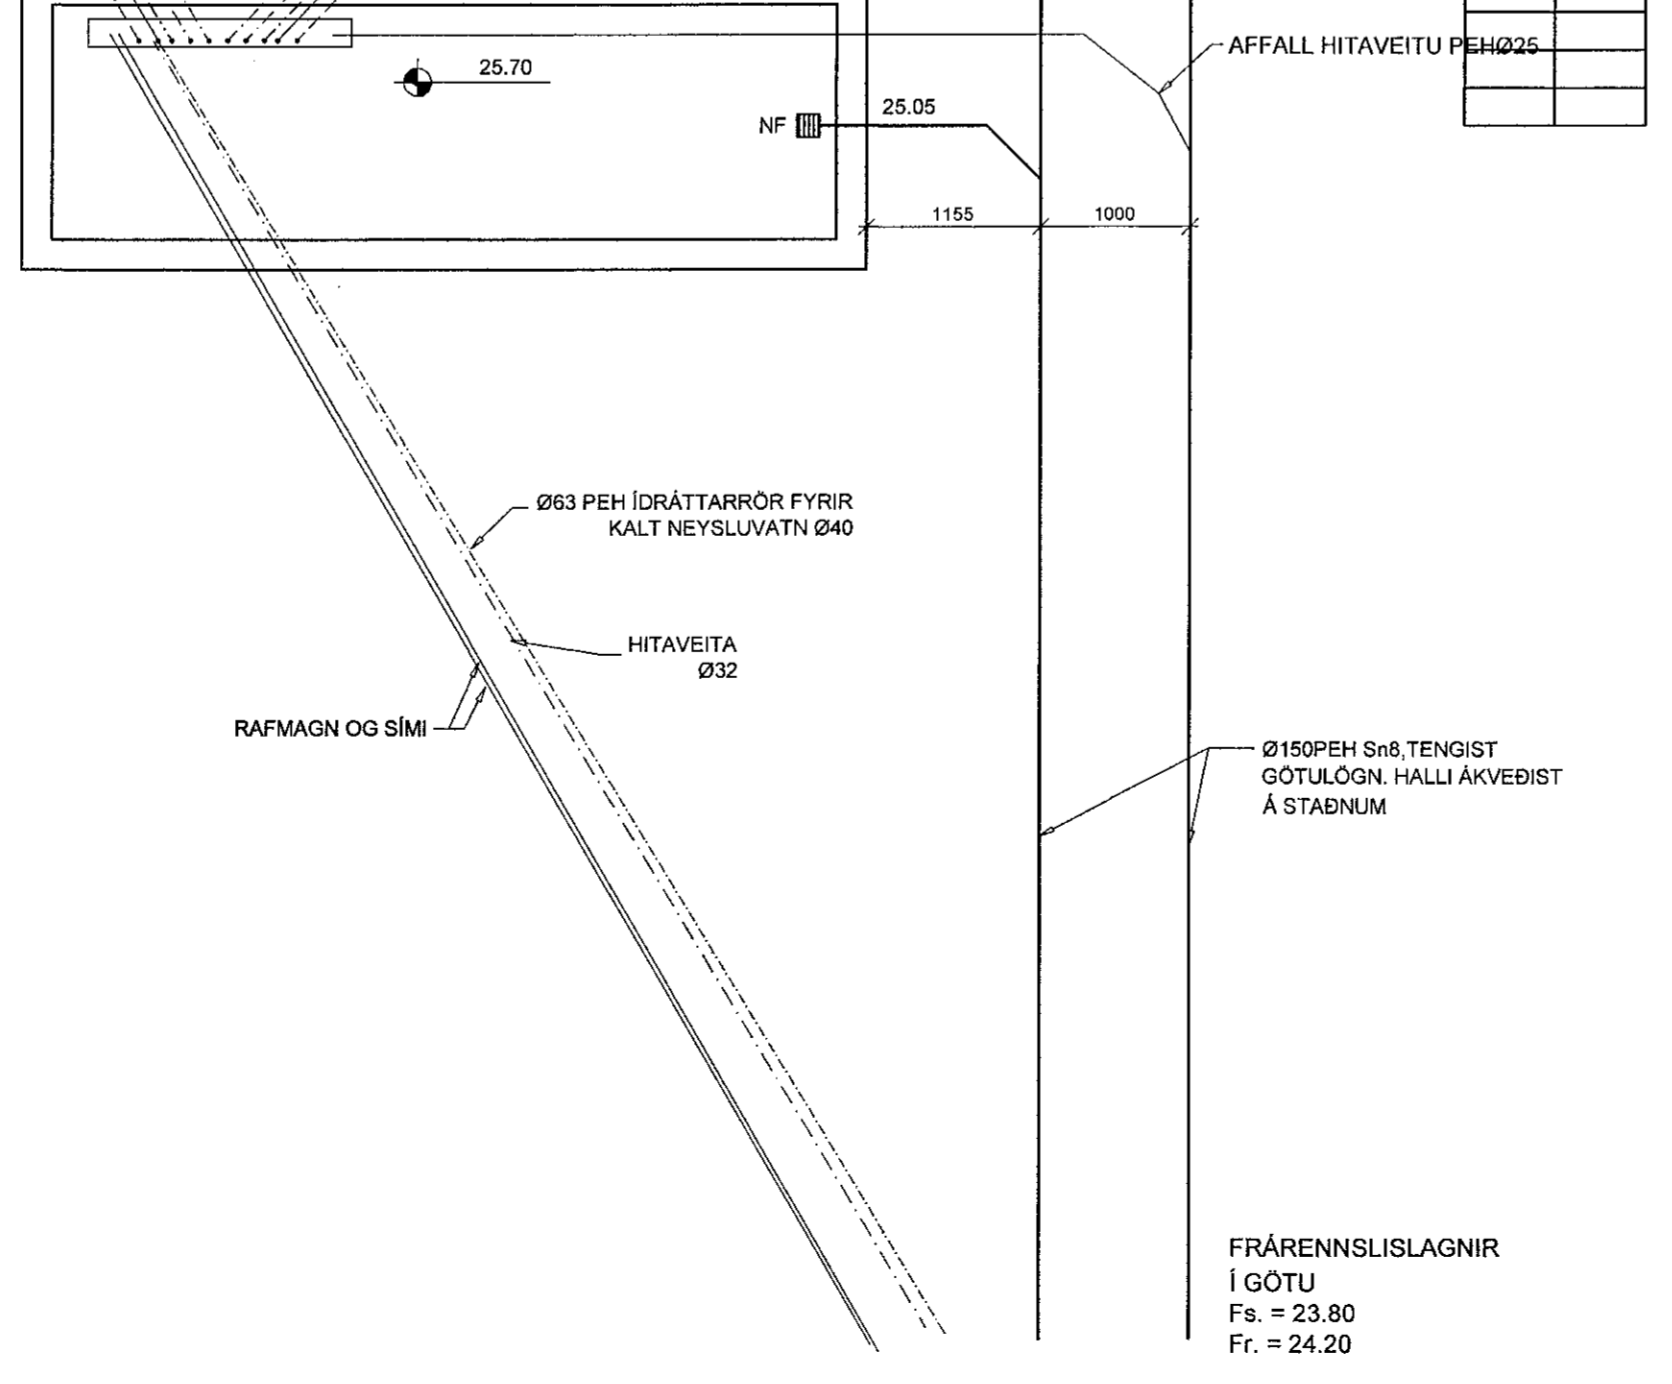 AFFALL HITAVEITU PEHØ25
25.70
25.05
NF
1155
1000
Ø63 PEH ÍDRÁTTARRÖR FYRIR
KALT NEYSLUVATN Ø40
HITAVEITA
Ø32
RAFMAGN OG SÍMI
Ø150PEH Sn8,TENGIST
GÖTULÖGN. HALLI ÁKVEÐIST
Á STAÐNUM
FRÁRENNSLISLAGNIR
Í GÖTU
Fs. = 23.80
Fr. = 24.20